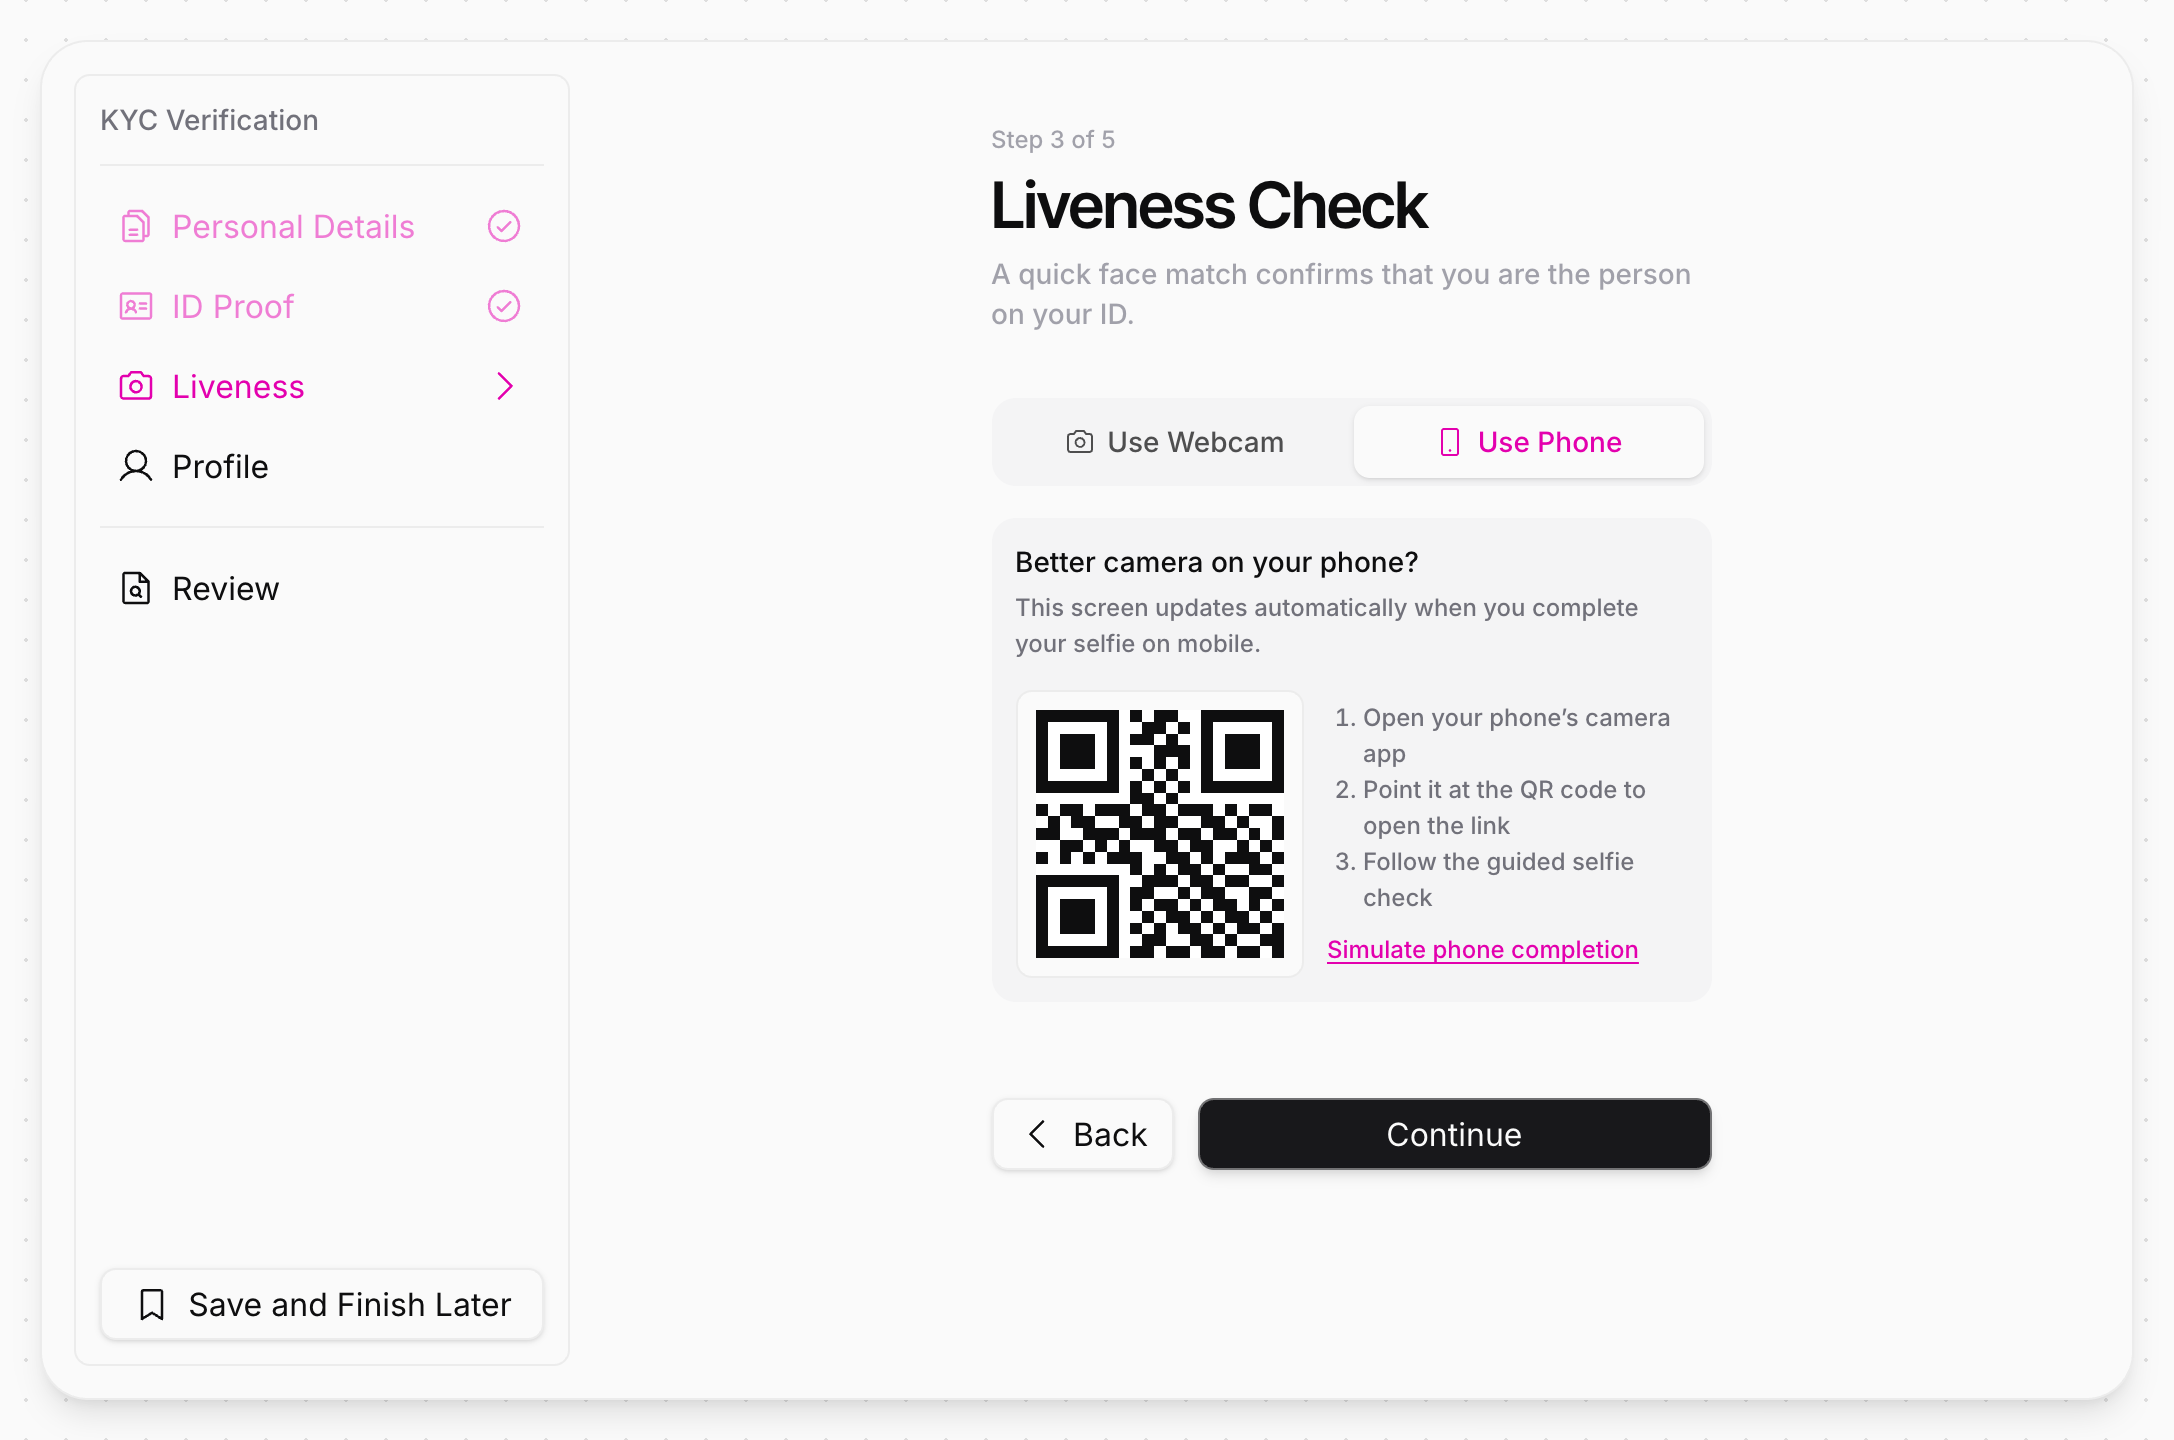 KYC Verification
Personal Details
ID Proof
Liveness
Profile
Review
Save and Finish Later
Step 3 of 5
Liveness Check
A quick face match confirms that you are the person
on your ID.
Use Webcam
Use Phone
Better camera on your phone?
This screen updates automatically when you complete
your selfie on mobile.
1. Open your phone’s camera
app
2. Point it at the QR code to
open the link
3. Follow the guided selfie
check
Simulate phone completion
Back
Continue